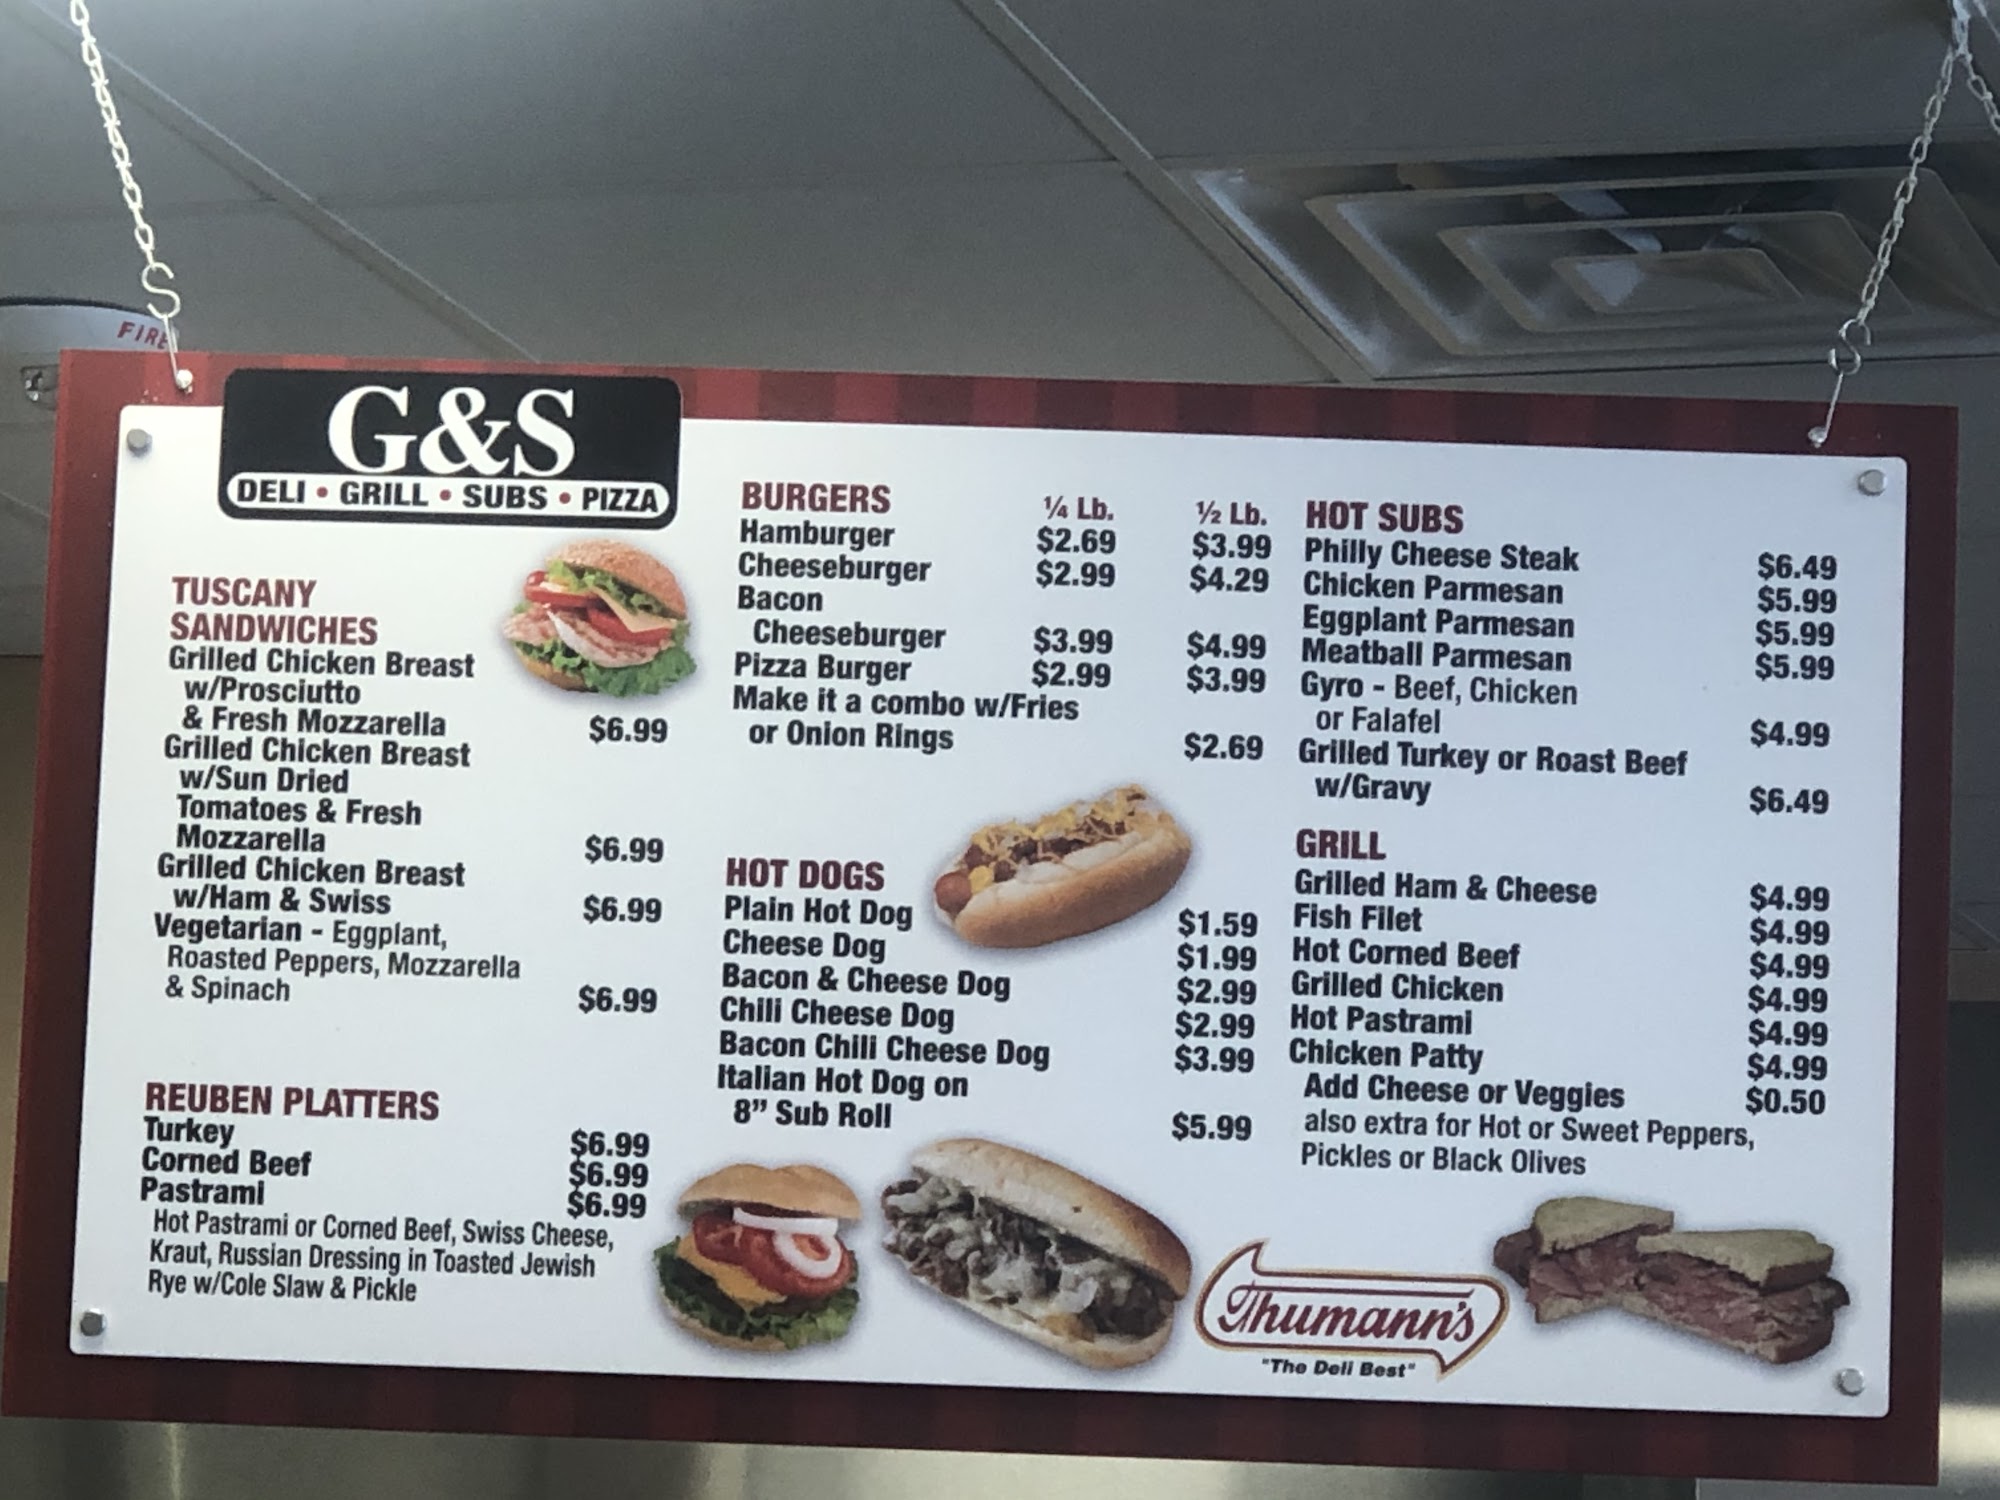 FIRE
G&S
DELI • GRILL • SUBS • PIZZA
TUSCANY
SANDWICHES
Grilled Chicken Breast
w/Prosciutto
& Fresh Mozzarella $6.99
Grilled Chicken Breast
w/Sun Dried
Tomatoes & Fresh
Mozzarella $6.99
Grilled Chicken Breast
w/Ham & Swiss $6.99
Vegetarian - Eggplant,
Roasted Peppers, Mozzarella
& Spinach $6.99
REUBEN PLATTERS
Turkey $6.99
Corned Beef $6.99
Pastrami $6.99
Hot Pastrami or Corned Beef, Swiss Cheese,
Kraut, Russian Dressing in Toasted Jewish
Rye w/Cole Slaw & Pickle
BURGERS ¼ Lb. ½ Lb.
Hamburger $2.69 $3.99
Cheeseburger $2.99 $4.29
Bacon
Cheeseburger $3.99 $4.99
Pizza Burger $2.99 $3.99
Make it a combo w/Fries
or Onion Rings $2.69
HOT DOGS
Plain Hot Dog $1.59
Cheese Dog $1.99
Bacon & Cheese Dog $2.99
Chili Cheese Dog $2.99
Bacon Chili Cheese Dog $3.99
Italian Hot Dog on
8” Sub Roll $5.99
HOT SUBS
Philly Cheese Steak $6.49
Chicken Parmesan $5.99
Eggplant Parmesan $5.99
Meatball Parmesan $5.99
Gyro - Beef, Chicken
or Falafel $4.99
Grilled Turkey or Roast Beef
w/Gravy $6.49
GRILL
Grilled Ham & Cheese $4.99
Fish Filet $4.99
Hot Corned Beef $4.99
Grilled Chicken $4.99
Hot Pastrami $4.99
Chicken Patty $4.99
Add Cheese or Veggies $0.50
also extra for Hot or Sweet Peppers,
Pickles or Black Olives
Thumann's
"The Deli Best"